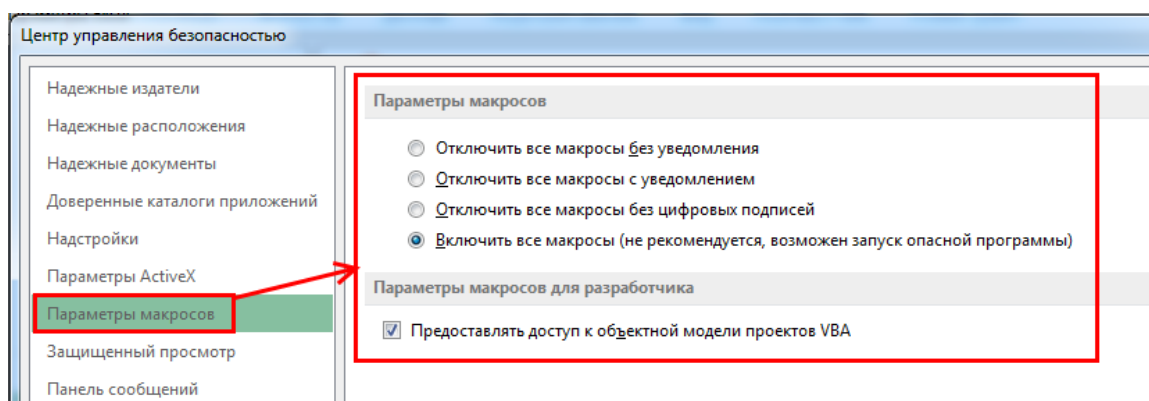 Центр управления безопасностью
Надежные издатели
Надежные расположения
Надежные документы
Доверенные каталоги приложений
Надстройки
Параметры ActiveX
Параметры макросов
Защищенный просмотр
Панель сообщений
Параметры макросов
Отключить все макросы без уведомления
Отключить все макросы с уведомлением
Отключить все макросы без цифровых подписей
Включить все макросы (не рекомендуется, возможен запуск опасной программы)
Параметры макросов для разработчика
Предоставлять доступ к объектной модели проектов VBA